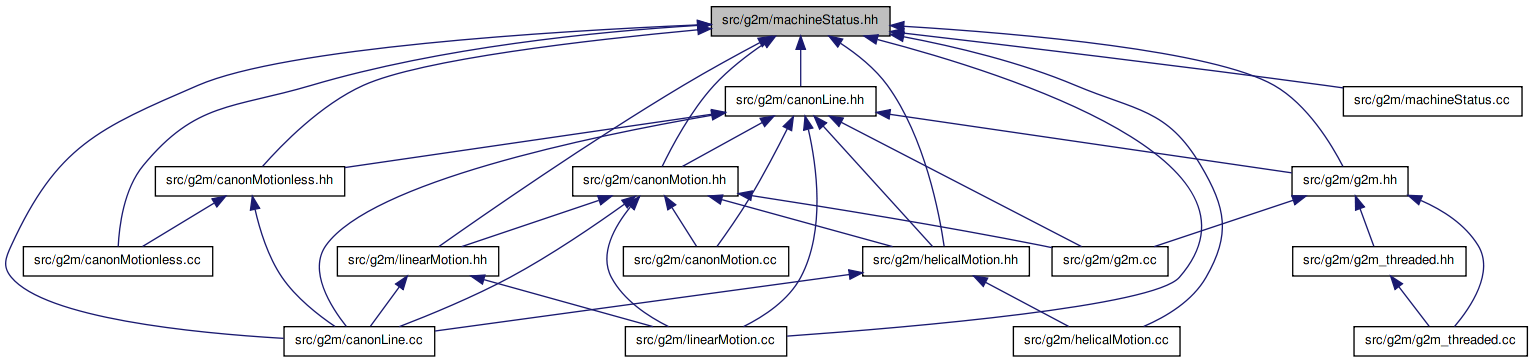 src/g2m/machineStatus.hh
src/g2m/canonLine.hh
src/g2m/machineStatus.cc
src/g2m/canonMotionless.hh
src/g2m/canonMotion.hh
src/g2m/g2m.hh
src/g2m/canonMotionless.cc
src/g2m/linearMotion.hh
src/g2m/canonMotion.cc
src/g2m/helicalMotion.hh
src/g2m/g2m.cc
src/g2m/g2m_threaded.hh
src/g2m/canonLine.cc
src/g2m/linearMotion.cc
src/g2m/helicalMotion.cc
src/g2m/g2m_threaded.cc